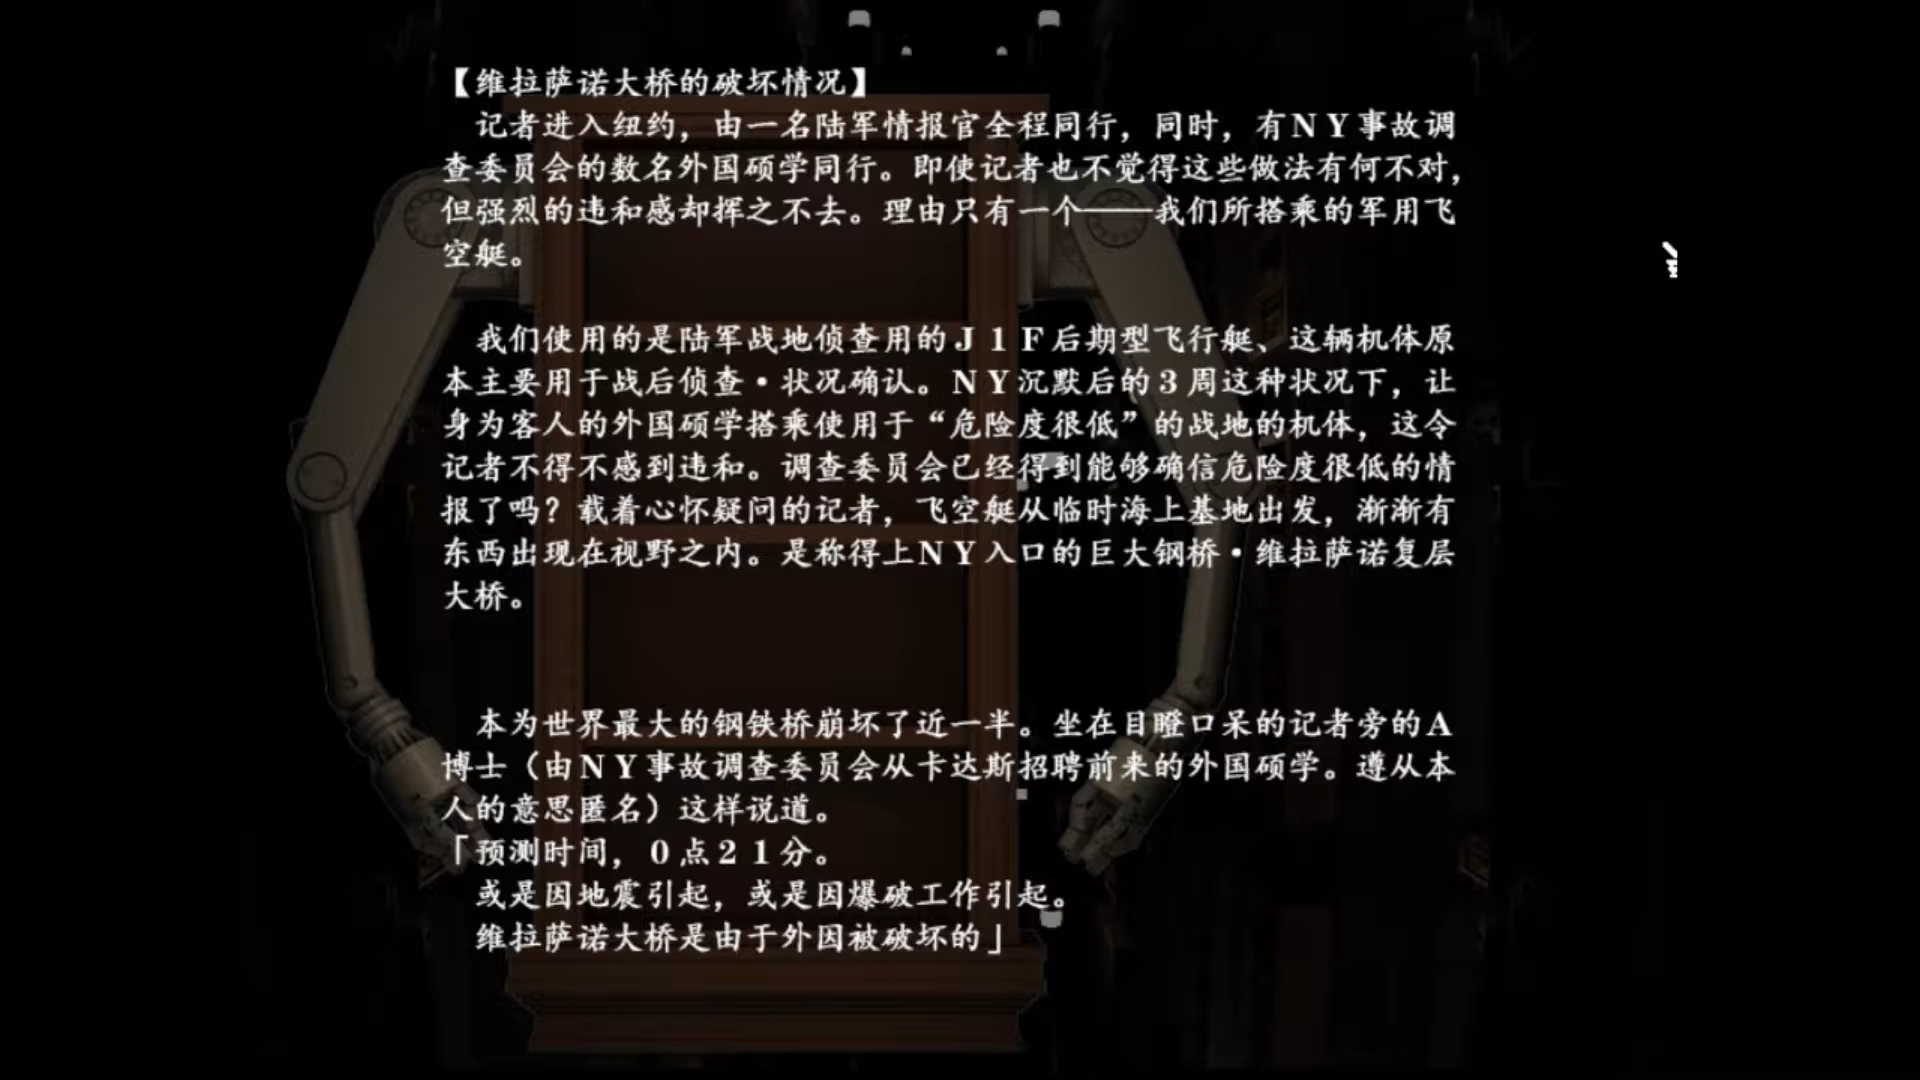 【维拉萨诺大桥的破坏情况】
记者进入纽约，由一名陆军情报官全程同行，同时，有ＮＹ事故调
查委员会的数名外国硕学同行。即使记者也不觉得这些做法有何不对，
但强烈的违和感却挥之不去。理由只有一个——我们所搭乘的军用飞
空艇。
我们使用的是陆军战地侦查用的Ｊ１Ｆ后期型飞行艇、这辆机体原
本主要用于战后侦查・状况确认。ＮＹ沉默后的３周这种状况下，让
身为客人的外国硕学搭乘使用于“危险度很低”的战地的机体，这令
记者不得不感到违和。调查委员会已经得到能够确信危险度很低的情
报了吗？载着心怀疑问的记者，飞空艇从临时海上基地出发，渐渐有
东西出现在视野之内。是称得上ＮＹ入口的巨大钢桥・维拉萨诺复层
大桥。
本为世界最大的钢铁桥崩坏了近一半。坐在目瞪口呆的记者旁的Ａ
博士（由ＮＹ事故调查委员会从卡达斯招聘前来的外国硕学。遵从本
人的意思匿名）这样说道。
「预测时间，０点２１分。
或是因地震引起，或是因爆破工作引起。
维拉萨诺大桥是由于外因被破坏的」